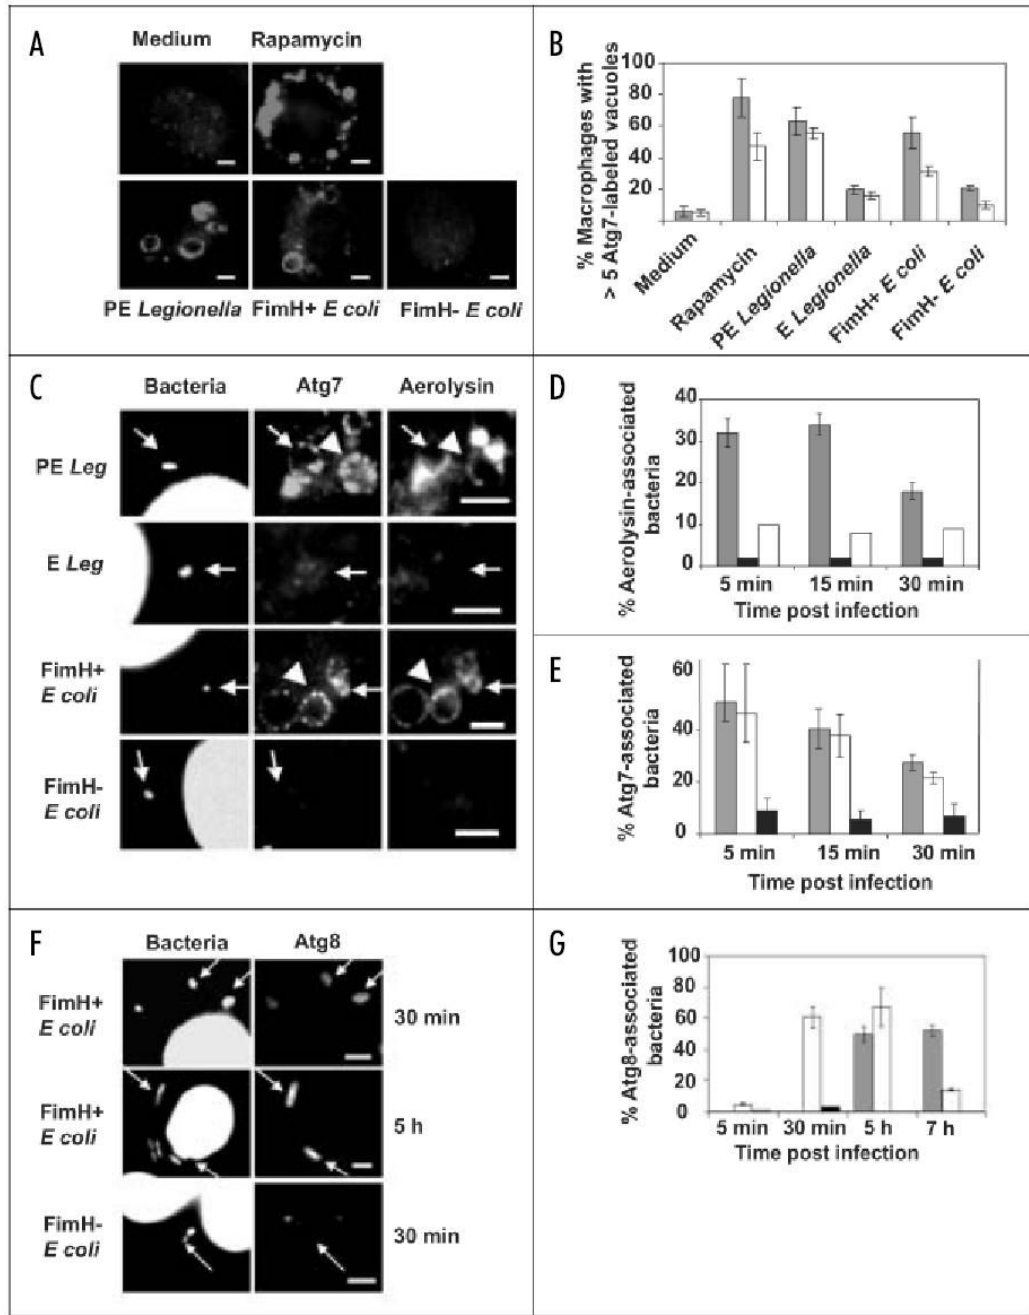 A
Medium Rapamycin
PE Legionella FimH+ E coli FimH- E coli
B
% Macrophages with
> 5 Atg7-labeled vacuoles
100
80
60
40
20
Medium
Rapamycin
PE Legionella
E Legionella
FimH+ E coli
FimH- E coli
C
Bacteria Atg7 Aerolysin
PE Leg
E Leg
FimH+
E coli
FimH-
E coli
D
% Aerolysin-associated
bacteria
40
30
20
10
0
5 min 15 min 30 min
Time post infection
E
% Atg7-associated
bacteria
60
40
20
0
5 min 15 min 30 min
Time post infection
F
Bacteria Atg8
FimH+
E coli
30 min
FimH+
E coli
5 h
FimH-
E coli
30 min
G
% Atg8-associated
bacteria
100
80
60
40
20
0
5 min 30 min 5 h 7 h
Time post infection